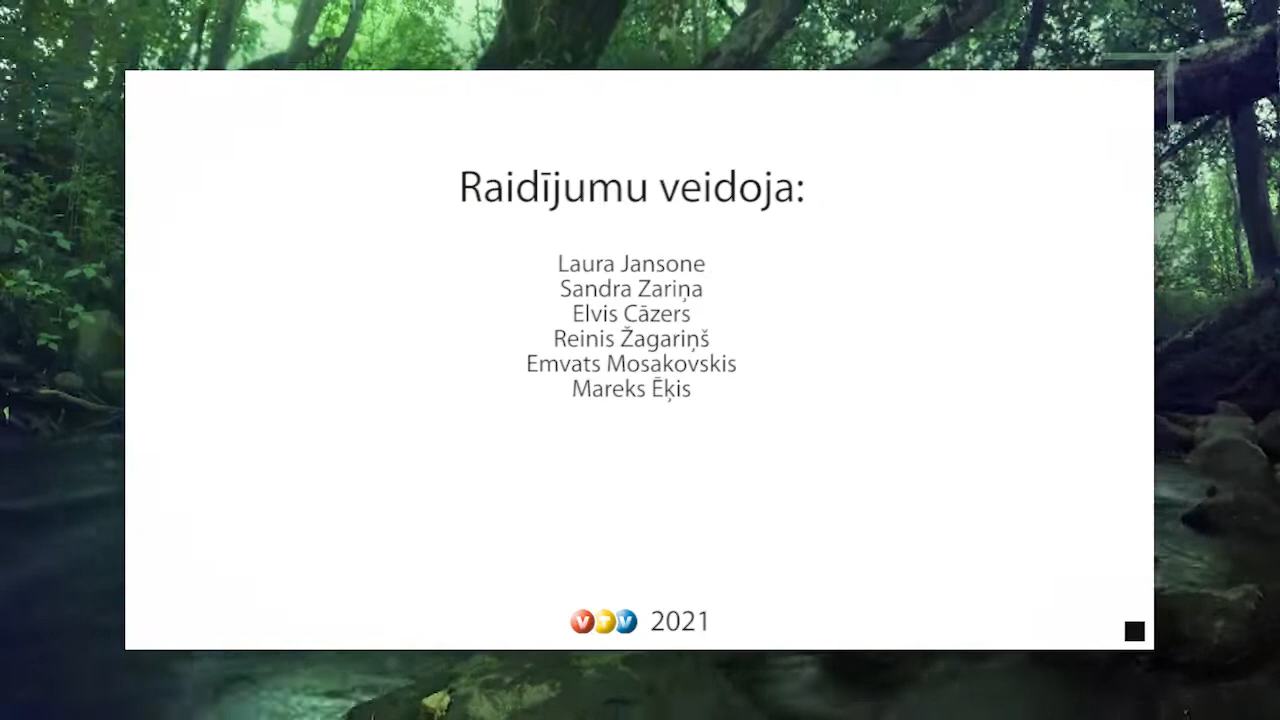 Raidījumu veidoja:
Laura Jansone
Sandra Zariņa
Elvis Cāzers
Reinis Žagariņš
Emvats Mosakovskis
Mareks Ēķis
VTV 2021